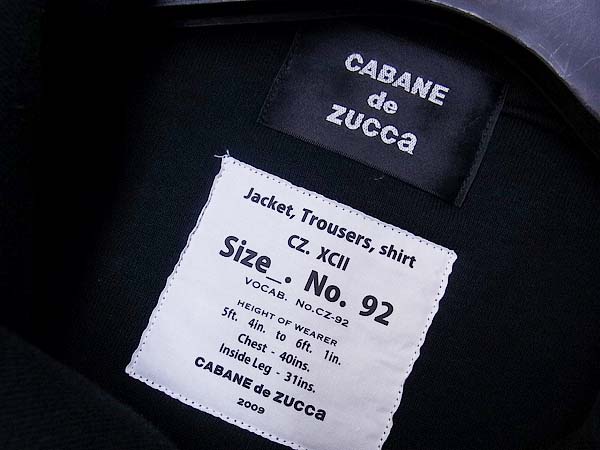 CABANE
de
ZUCCa
Jacket, Trousers, shirt
CZ. XCII
Size_. No. 92
VOCAB. No.CZ-92
HEIGHT OF WEARER
5ft. 4in. to 6ft. 1in.
Chest - 40ins.
Inside Leg - 31ins.
CABANE de ZUCCa
2009